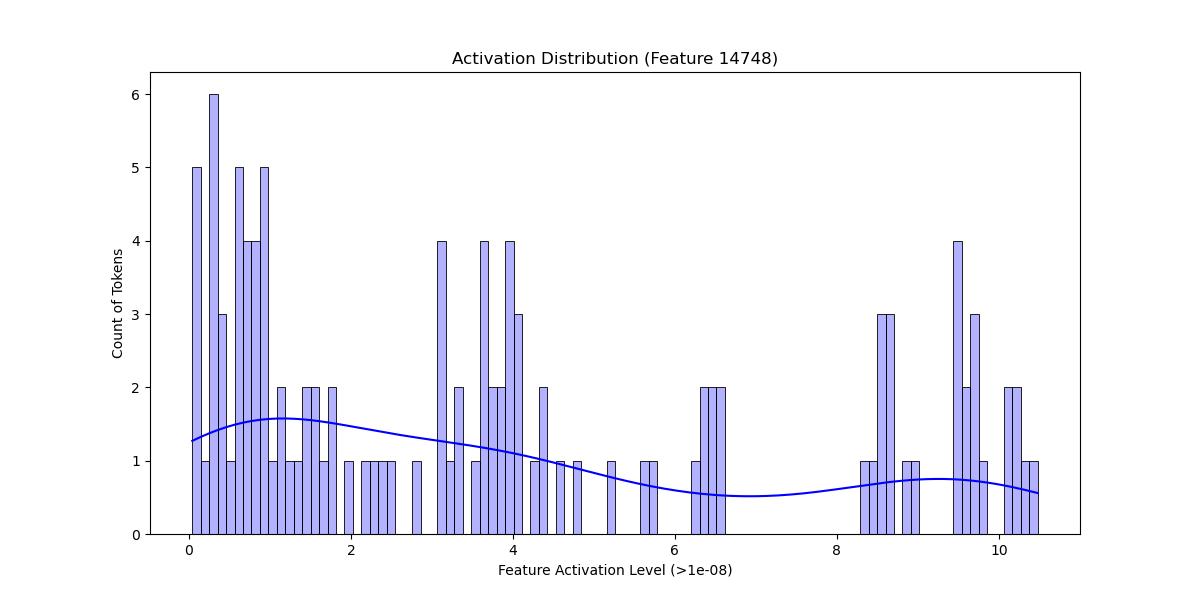 Activation Distribution (Feature 14748)
6
5
4
3
2
1
0
Count of Tokens
0 2 4 6 8 10
Feature Activation Level (>1e-08)